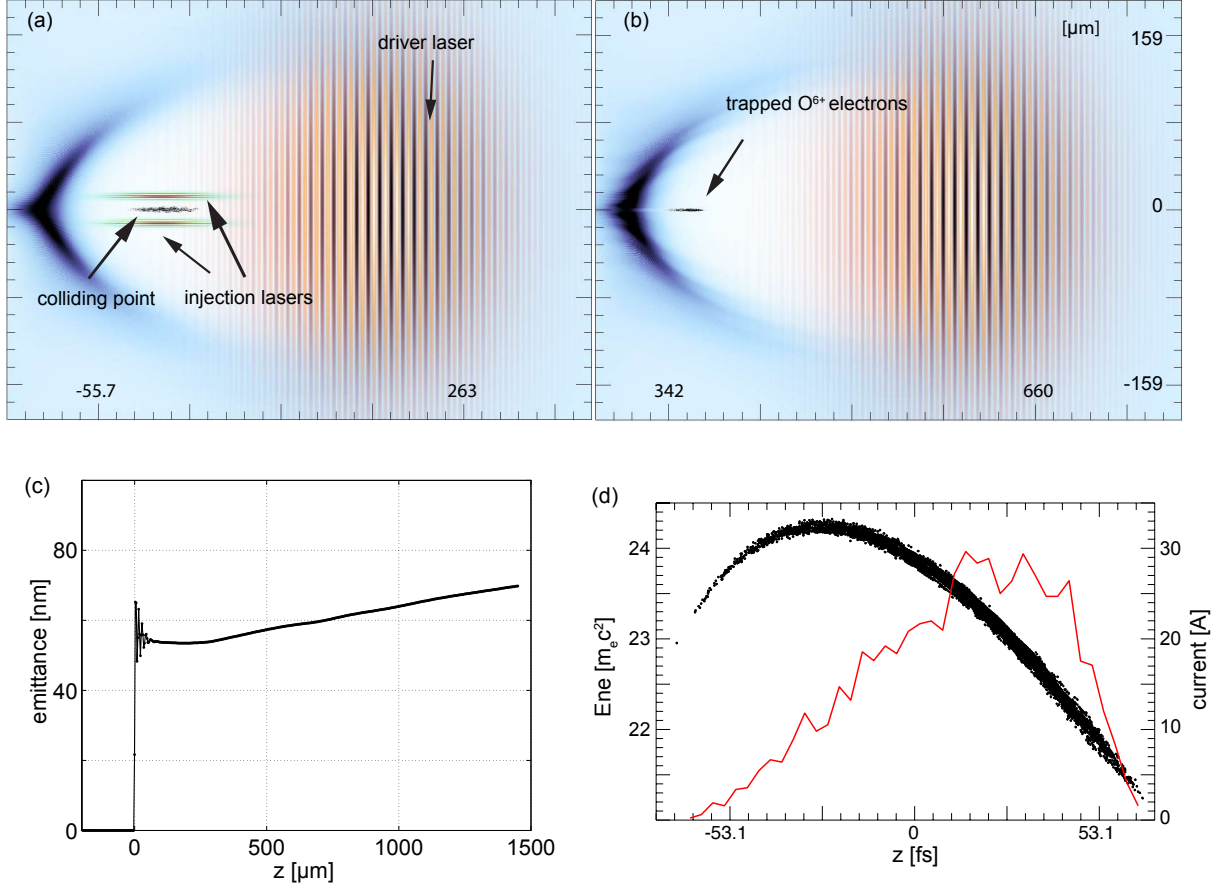 (a)
driver laser
colliding point
injection lasers
-55.7
263
(b)
[µm]
159
trapped O⁶⁺ electrons
0
342
660
-159
(c)
emittance [nm]
80
40
0
0
500
1000
1500
z [µm]
(d)
Ene [mₑc²]
24
23
22
30
20
10
0
current [A]
-53.1
0
53.1
z [fs]